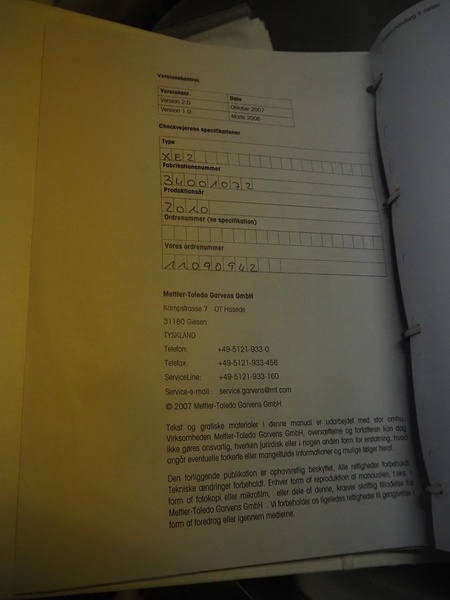 Versionskontrol:
Versionsnr. Dato
Version 2.0 Oktober 2007
Version 1.0 Marts 2006
Checkvejerens specifikationer
Type
XE2
Fabrikationsnummer
34001072
Produktionsår
2010
Ordrenummer (se specifikation)
Vores ordrenummer
11090942
Mettler-Toledo Garvens GmbH
Kampstrasse 7 OT Hasede
31180 Giesen
TYSKLAND
Telefon: +49-5121-933-0
Telefax: +49-5121-933-456
ServiceLine: +49-5121-933-160
Service-e-mail: service.garvens@mt.com
© 2007 Mettler-Toledo Garvens GmbH
Tekst og grafiske materialer i denne manual er udarbejdet med stor omhu.
Virksomheden Mettler-Toledo Garvens GmbH, oversætterne og forfatteren kan dog
ikke gøres ansvarlig, hverken juridisk eller i nogen anden form for erstatning, hvad
angår eventuelle forkerte eller mangelfulde informationer og mulige følger heraf.
Den forliggende publikation er ophavsretlig beskyttet. Alle rettigheder forbeholdt.
Tekniske ændringer forbeholdt. Enhver form af reproduktion af manualen, f.eks. i
form af fotokopi eller mikrofilm, eller dele af denne, kræver skriftlig tilladelse fra
Mettler-Toledo Garvens GmbH . Vi forbeholder os ligeledes rettigheder til gengivelse i
form af foredrag eller igennem medierne.